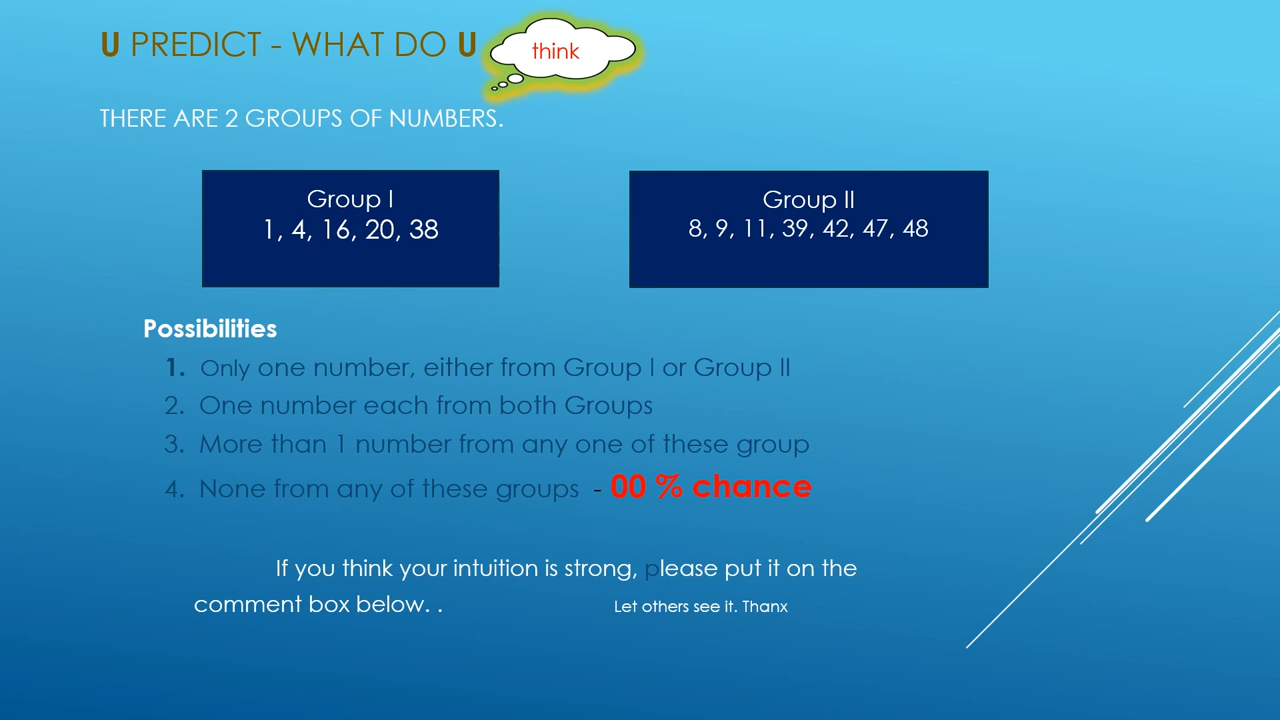 U PREDICT - WHAT DO U think
THERE ARE 2 GROUPS OF NUMBERS.
Group I
1, 4, 16, 20, 38
Group II
8, 9, 11, 39, 42, 47, 48
Possibilities
1. Only one number, either from Group I or Group II
2. One number each from both Groups
3. More than 1 number from any one of these group
4. None from any of these groups - 00 % chance
If you think your intuition is strong, please put it on the
comment box below. . Let others see it. Thanx